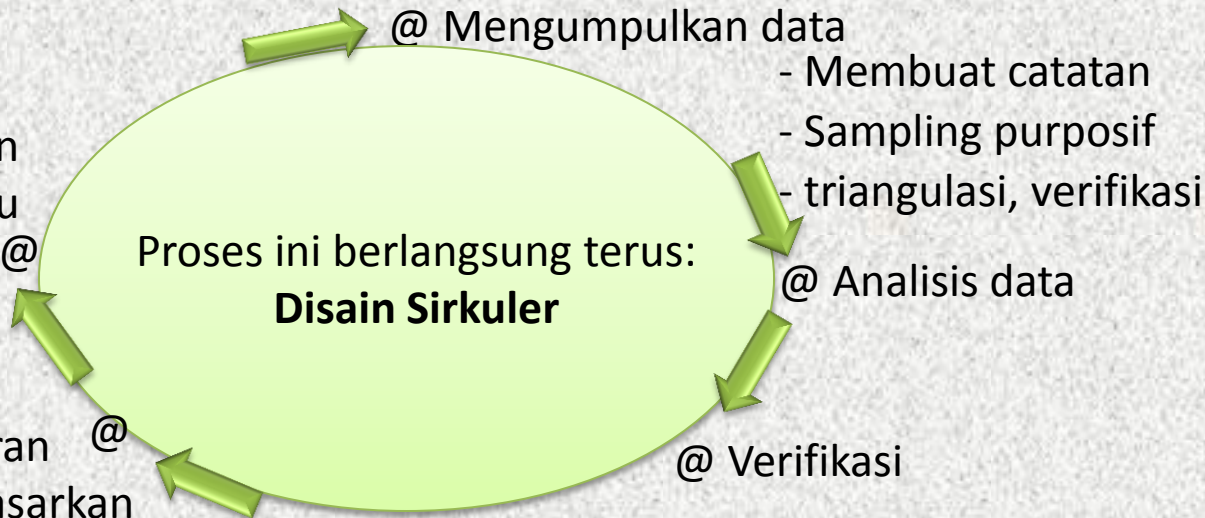 @ Mengumpulkan data
- Membuat catatan
- Sampling purposif
- triangulasi, verifikasi
@ Analisis data
@ Verifikasi
Proses ini berlangsung terus:
Disain Sirkuler
@
@